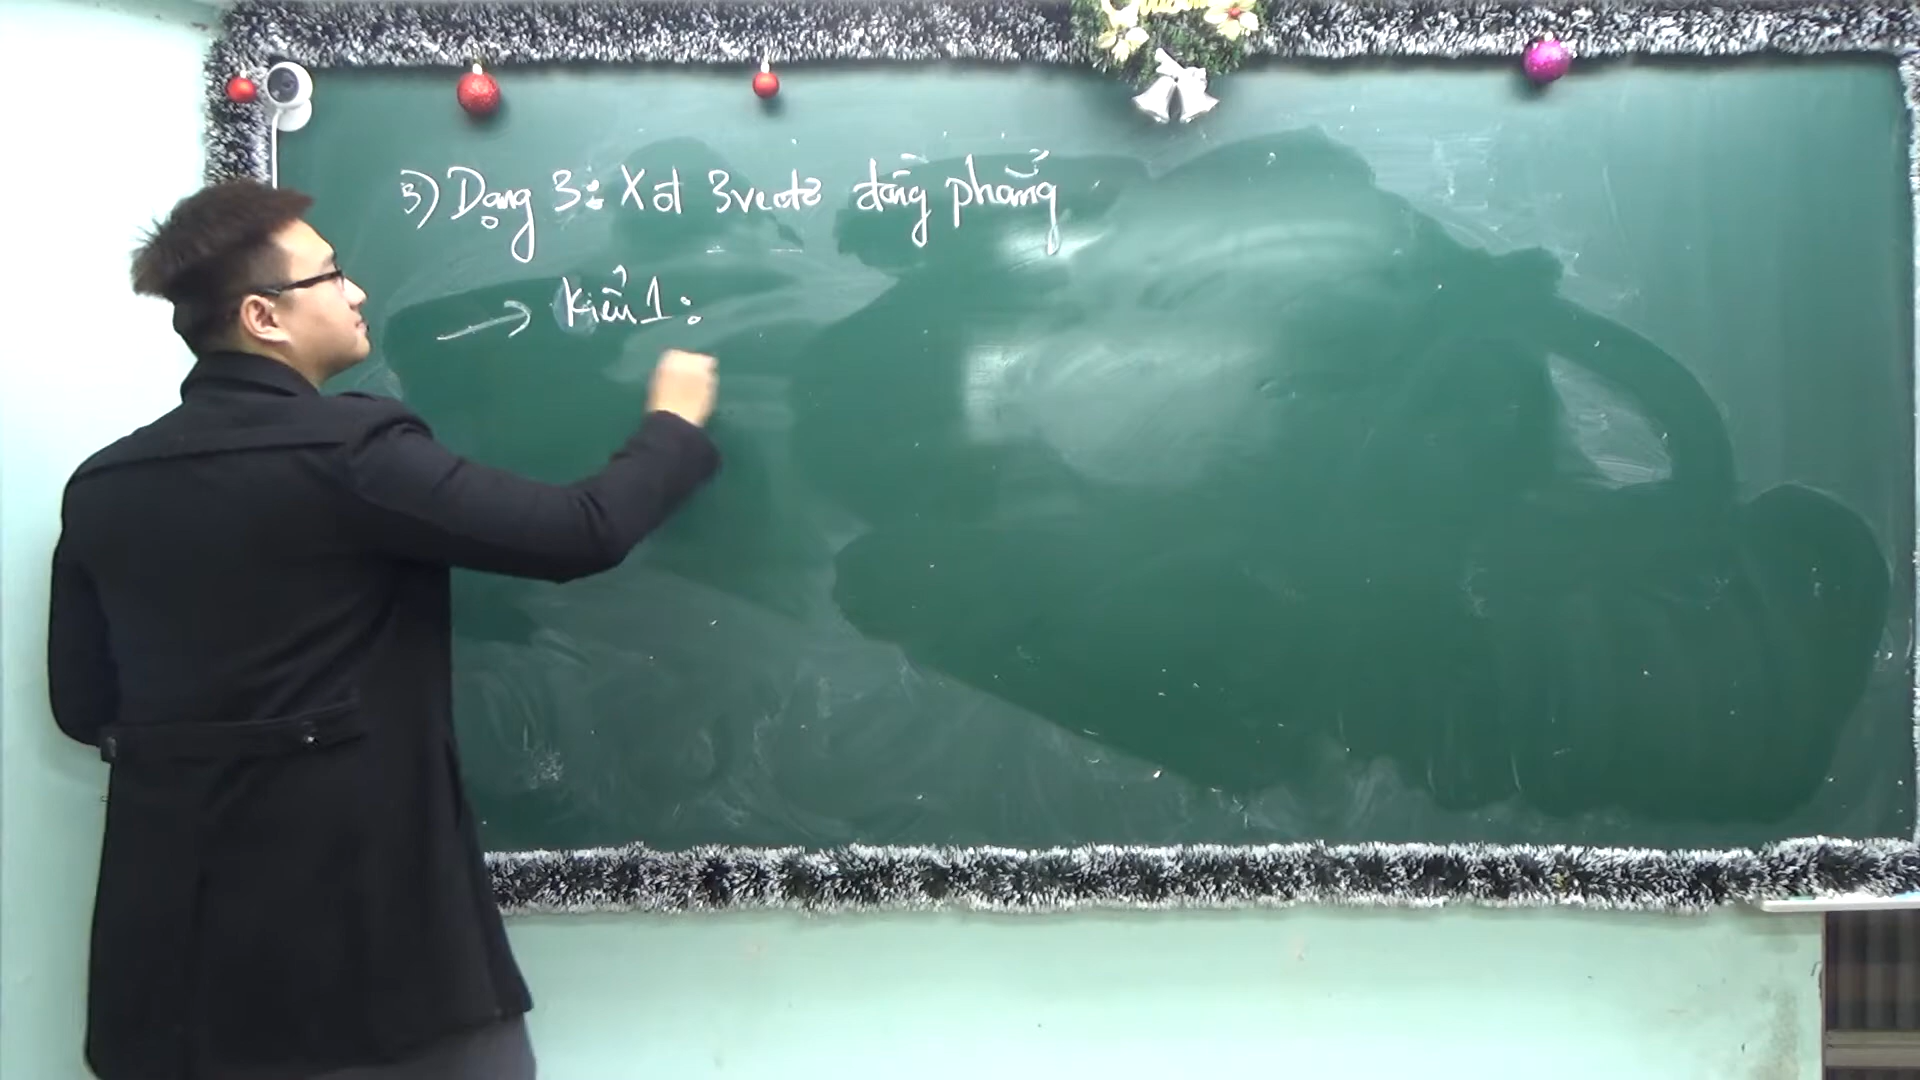 3) Dạng 3: Xét 3 vectơ đồng phẳng
→ Kiểu 1: